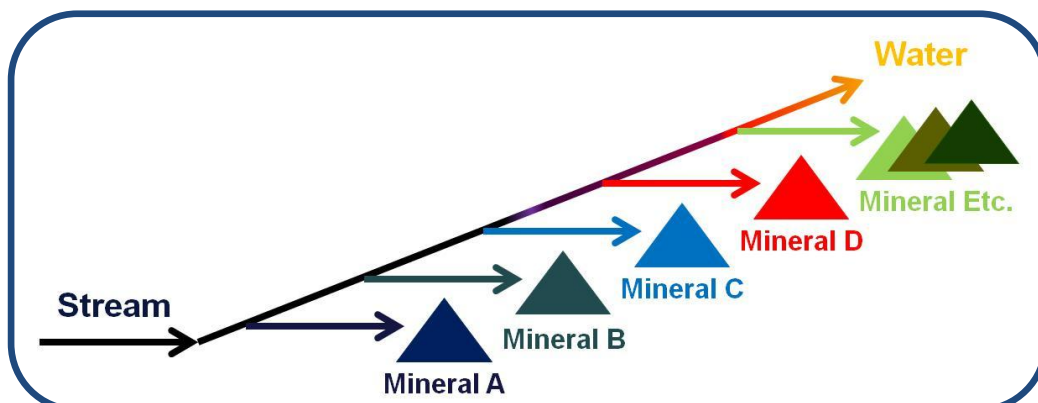 Water
Mineral Etc.
Mineral D
Mineral C
Stream
Mineral B
Mineral A